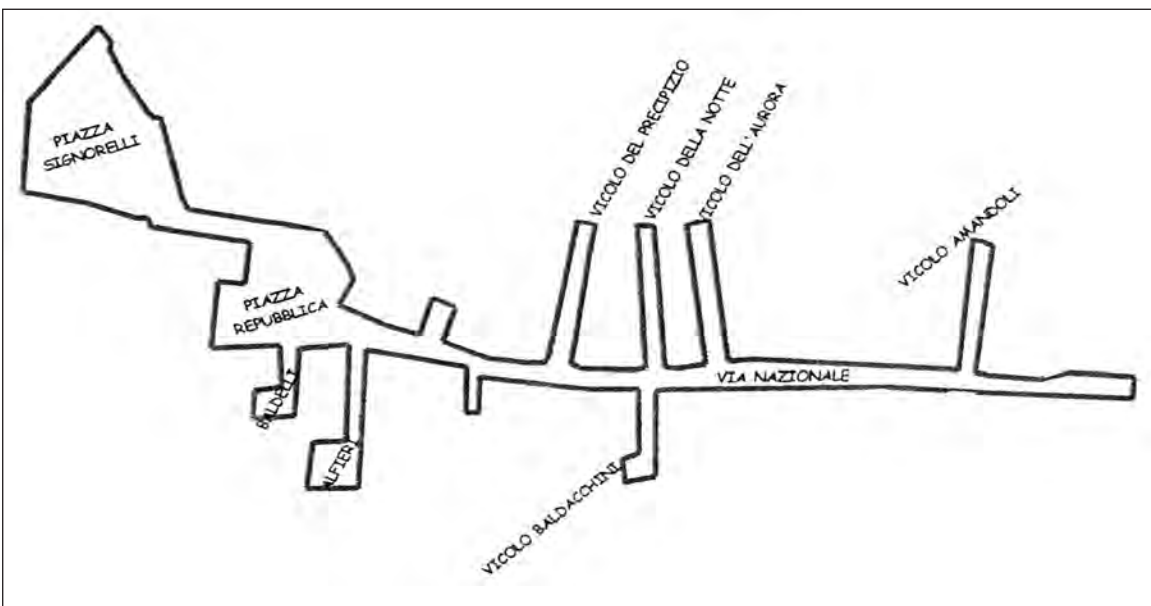 PIAZZA
SIGNORELLI
PIAZZA
REPUBBLICA
BALDELLI
ALFIERI
VICOLO DEL PRECIPIZIO
VICOLO DELLA NOTTE
VICOLO DELL'AURORA
VICOLO AMANDOLI
VIA NAZIONALE
VICOLO BALDACCHINI